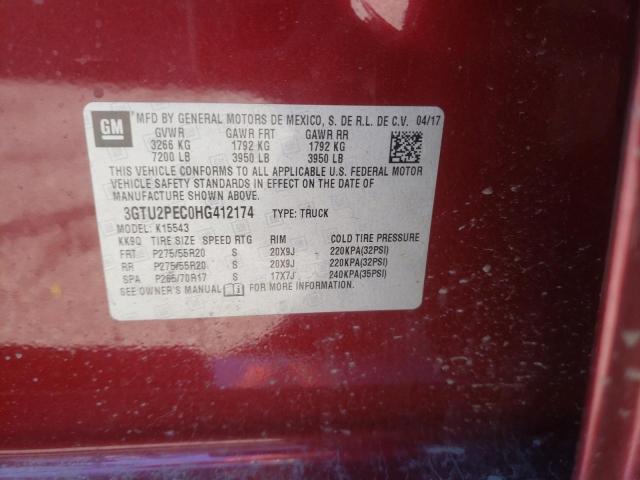 GM
MFD BY GENERAL MOTORS DE MEXICO, S. DE R.L. DE C.V. 04/17
GVWR GAWR FRT GAWR RR
3266 KG 1792 KG 1792 KG
7200 LB 3950 LB 3950 LB
THIS VEHICLE CONFORMS TO ALL APPLICABLE U.S. FEDERAL MOTOR
VEHICLE SAFETY STANDARDS IN EFFECT ON THE DATE OF
MANUFACTURE SHOWN ABOVE.
3GTU2PEC0HG412174 TYPE: TRUCK
MODEL: K15543
KK9Q TIRE SIZE SPEED RTG RIM COLD TIRE PRESSURE
FRT P275/55R20 S 20X9J 220KPA(32PSI)
RR P275/55R20 S 20X9J 220KPA(32PSI)
SPA P265/70R17 S 17X7J 240KPA(35PSI)
SEE OWNER'S MANUAL FOR MORE INFORMATION.